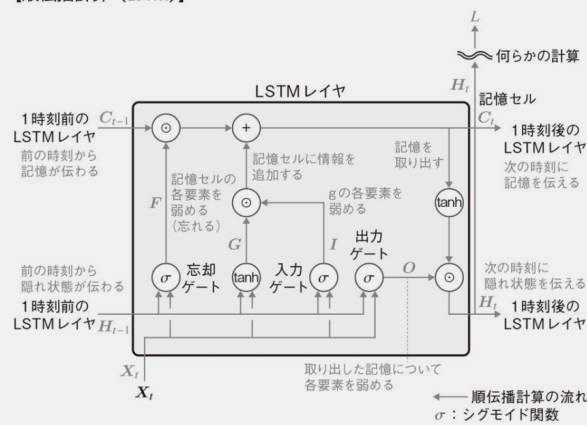 【順伝播計算（LSTM）】
L
何らかの計算
H_t
LSTMレイヤ
記憶セル
1時刻前の
LSTMレイヤ
C_{t-1}
⊙
+
C_t
1時刻後の
LSTMレイヤ
前の時刻から
記憶が伝わる
記憶を
取り出す
次の時刻に
記憶を伝える
記憶セルに情報を
追加する
F
記憶セルの
各要素を
弱める
（忘れる）
⊙
gの各要素を
弱める
tanh
G
I
出力
ゲート
前の時刻から
隠れ状態が伝わる
σ
忘却
ゲート
tanh
入力
ゲート
σ
σ
O
⊙
次の時刻に
隠れ状態を伝える
1時刻前の
LSTMレイヤ
H_{t-1}
H_t
1時刻後の
LSTMレイヤ
X_t
X_t
取り出した記憶について
各要素を弱める
順伝播計算の流れ
σ：シグモイド関数